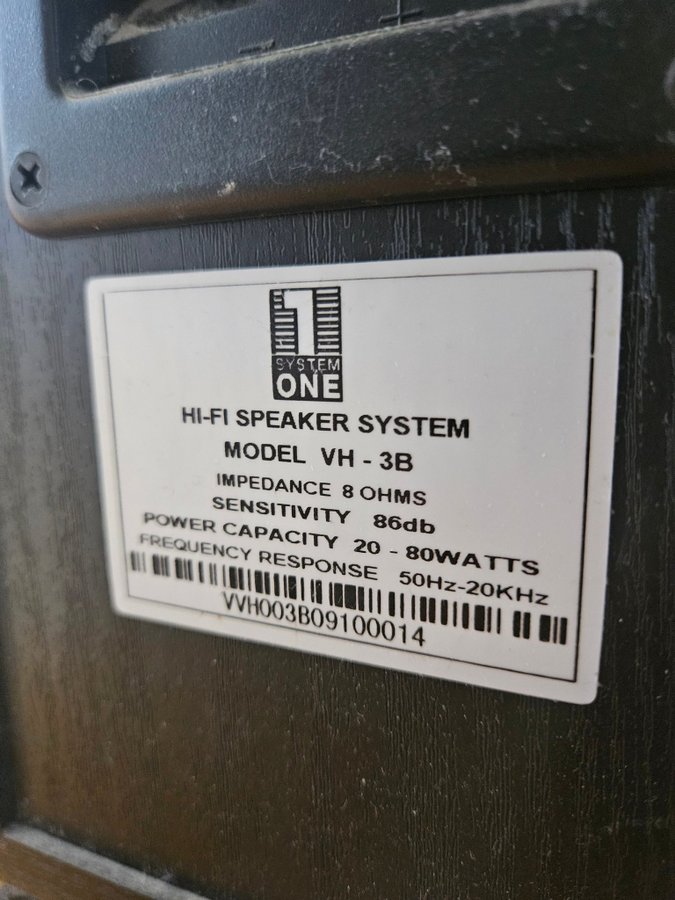 - +
1
SYSTEM
ONE
HI-FI SPEAKER SYSTEM
MODEL VH - 3B
IMPEDANCE 8 OHMS
SENSITIVITY 86db
POWER CAPACITY 20 - 80WATTS
FREQUENCY RESPONSE 50Hz-20KHz
VVH003B09100014